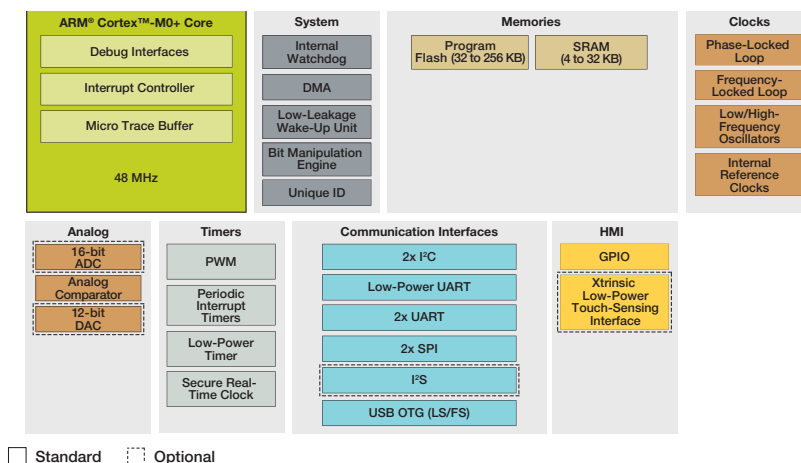 ARM® Cortex™-M0+ Core
Debug Interfaces
Interrupt Controller
Micro Trace Buffer
48 MHz
System
Internal
Watchdog
DMA
Low-Leakage
Wake-Up Unit
Bit Manipulation
Engine
Unique ID
Memories
Program
Flash (32 to 256 KB)
SRAM
(4 to 32 KB)
Clocks
Phase-Locked
Loop
Frequency-
Locked Loop
Low/High-
Frequency
Oscillators
Internal
Reference
Clocks
Analog
16-bit
ADC
Analog
Comparator
12-bit
DAC
Timers
PWM
Periodic
Interrupt
Timers
Low-Power
Timer
Secure Real-
Time Clock
Communication Interfaces
2x I²C
Low-Power UART
2x UART
2x SPI
I²S
USB OTG (LS/FS)
HMI
GPIO
Xtrinsic
Low-Power
Touch-Sensing
Interface
Standard
Optional